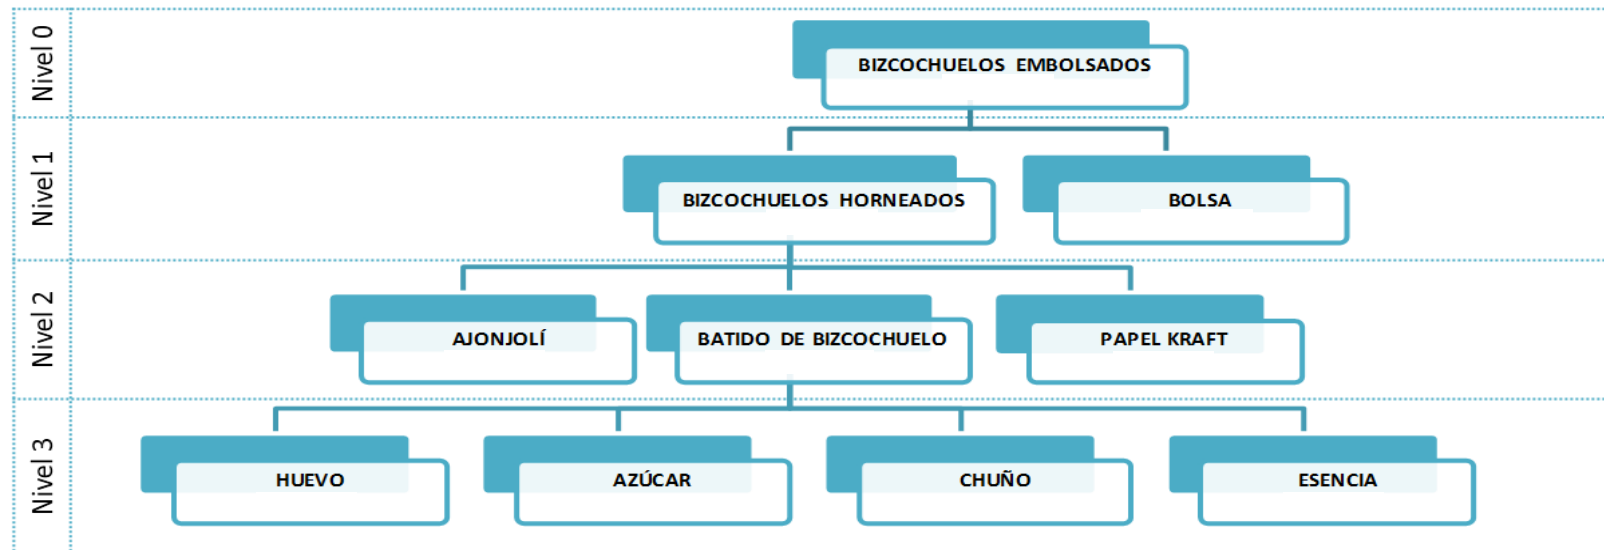 Nivel 0
BIZCOCHUELOS EMBOLSADOS
Nivel 1
BIZCOCHUELOS HORNEADOS
BOLSA
Nivel 2
AJONJOLÍ
BATIDO DE BIZCOCHUELO
PAPEL KRAFT
Nivel 3
HUEVO
AZÚCAR
CHUÑO
ESENCIA